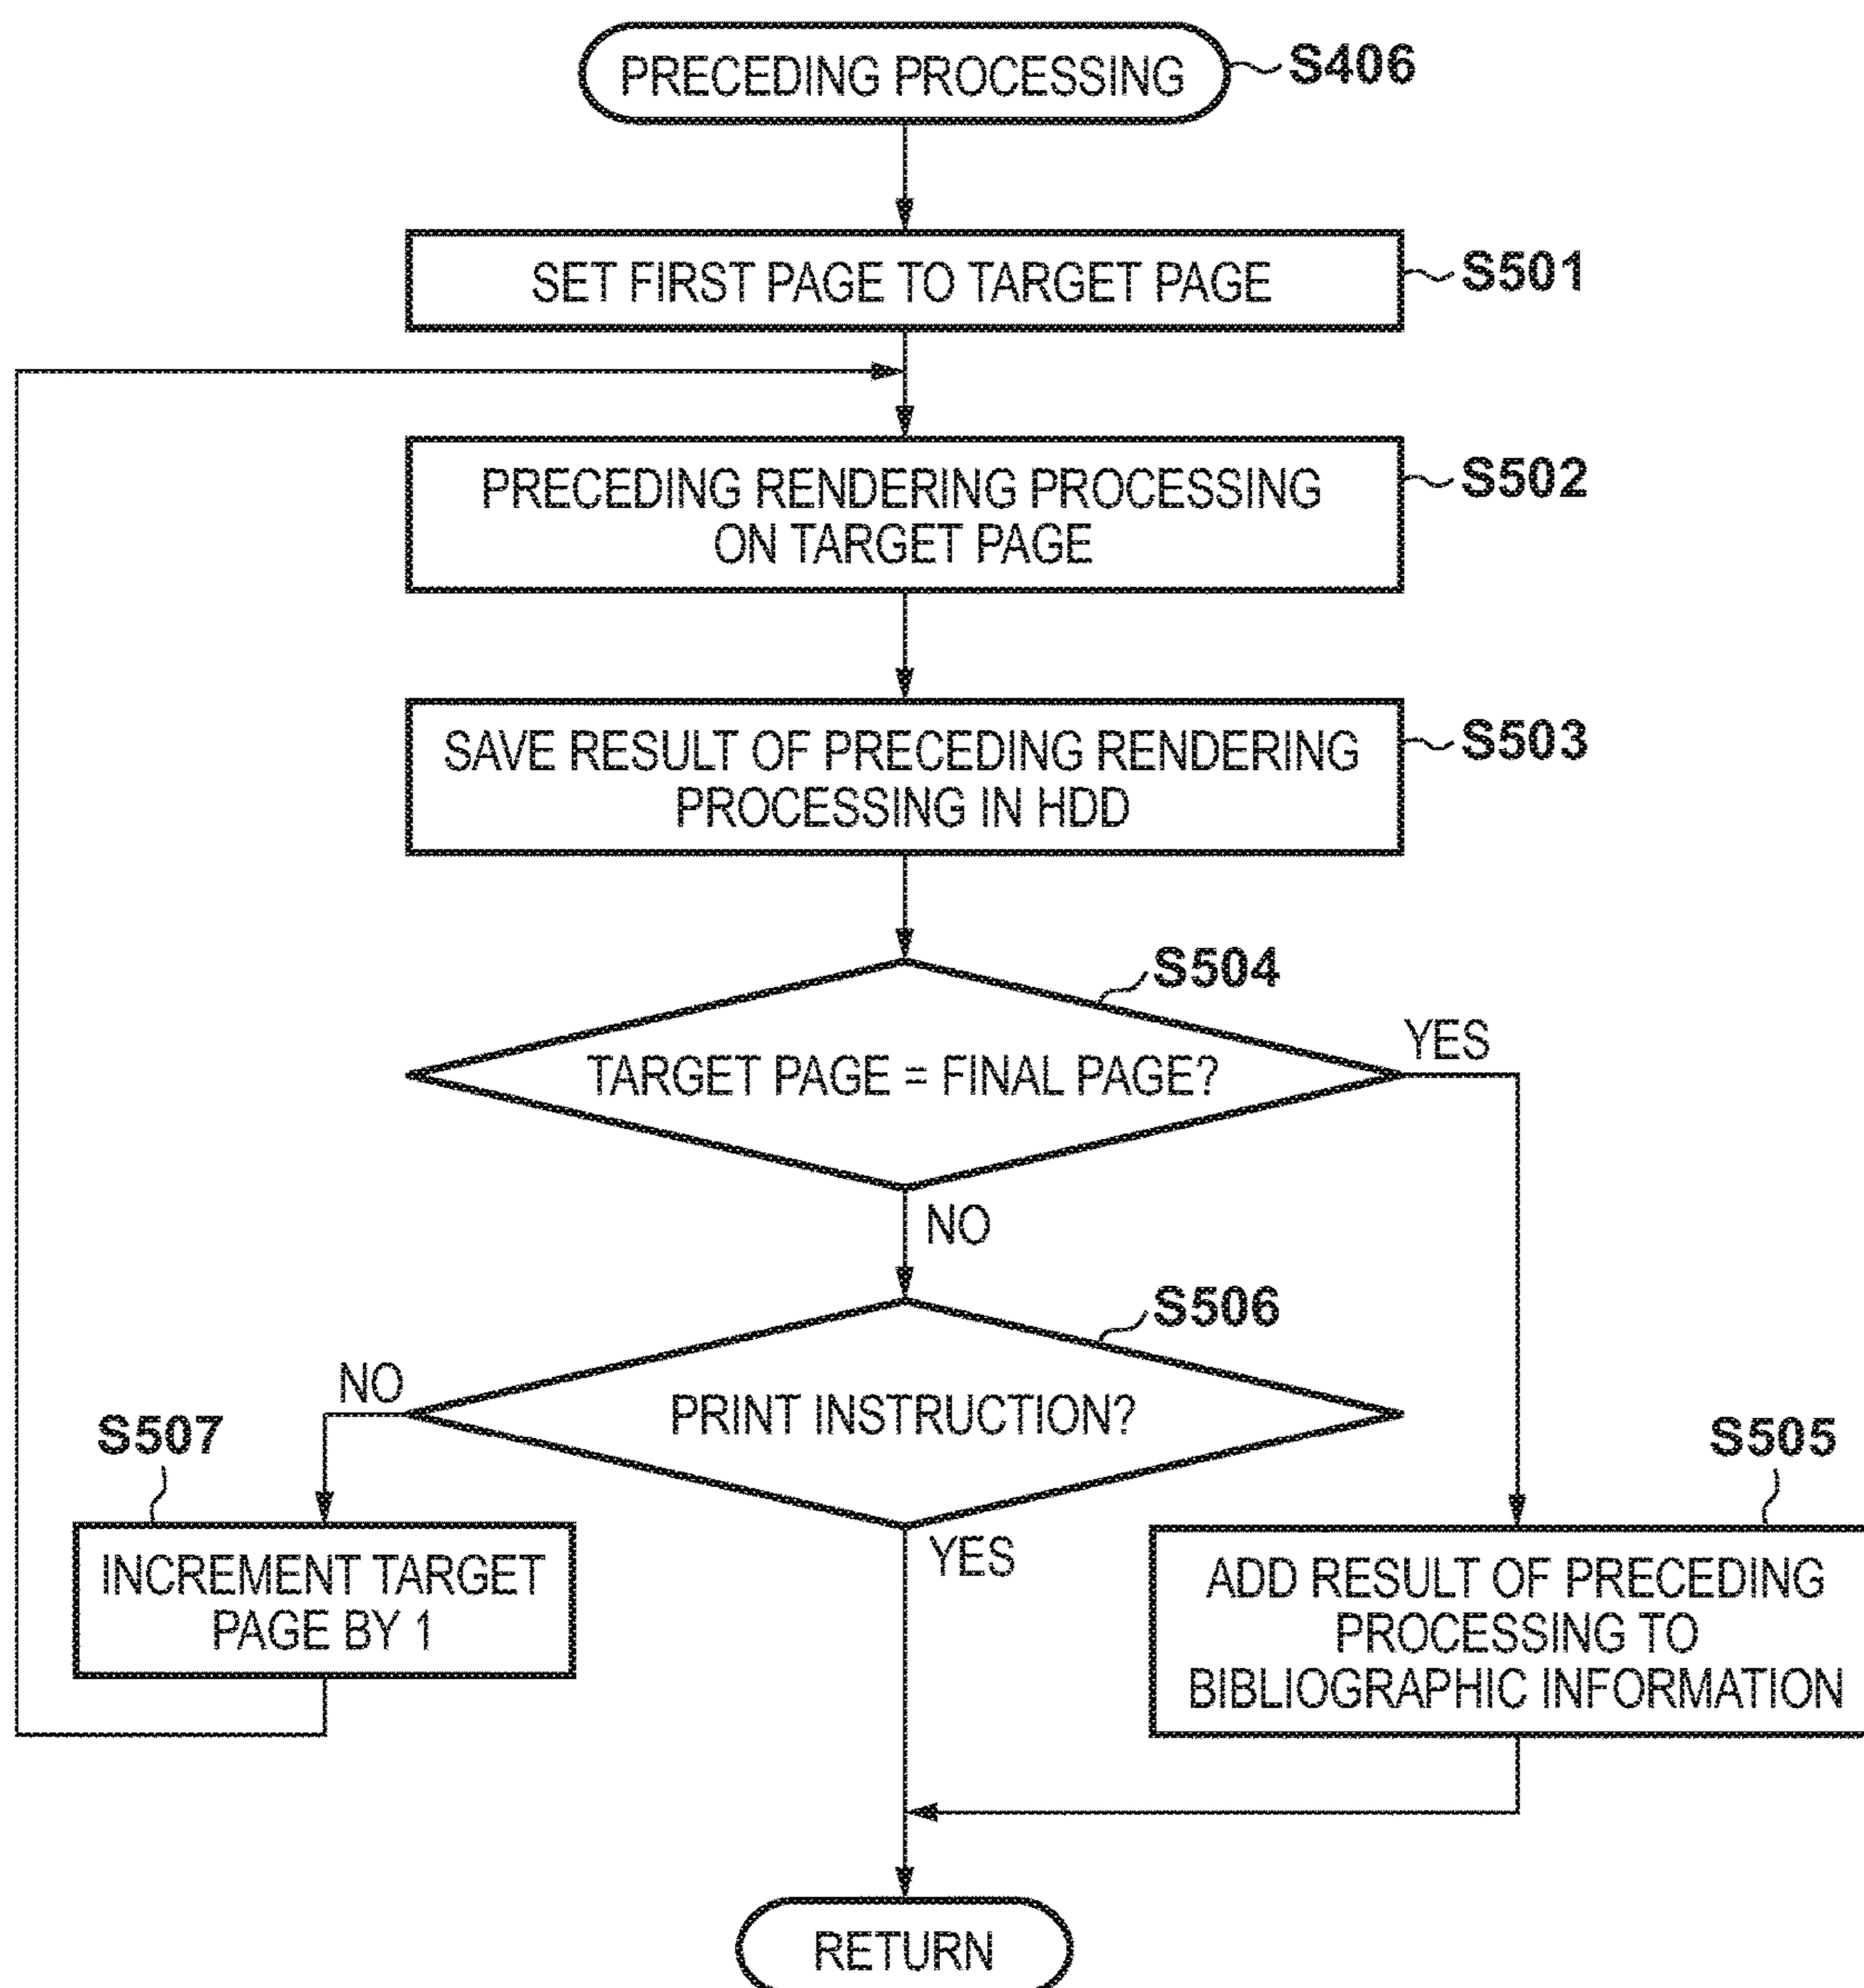 PRECEDING PROCESSING
S406
SET FIRST PAGE TO TARGET PAGE
S501
PRECEDING RENDERING PROCESSING
ON TARGET PAGE
S502
SAVE RESULT OF PRECEDING RENDERING
PROCESSING IN HDD
S503
S504
TARGET PAGE = FINAL PAGE?
YES
NO
S506
PRINT INSTRUCTION?
NO
YES
S507
INCREMENT TARGET
PAGE BY 1
S505
ADD RESULT OF PRECEDING
PROCESSING TO
BIBLIOGRAPHIC INFORMATION
RETURN